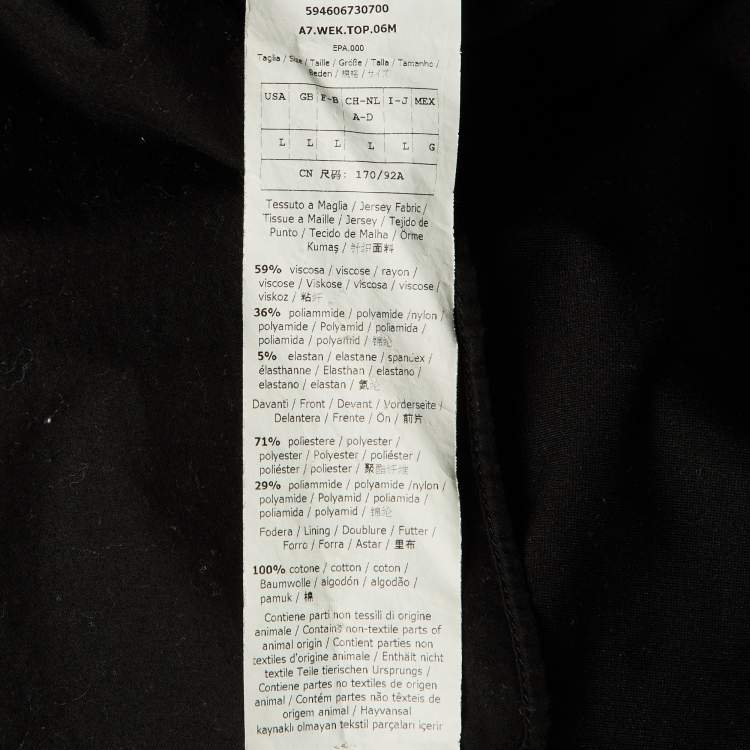 594606730700
A7.WEK.TOP.06M
EPA.000
Taglia / Size / Taille / Größe / Talla / Tamanho /
Beden / 规格 / サイズ
USA GB F-B CH-NL I-J MEX
A-D
L L L L L G
CN 尺码: 170/92A
Tessuto a Maglia / Jersey Fabric /
Tissue a Maille / Jersey / Tejido de
Punto / Tecido de Malha / Örme
Kumaş / 针织面料
59% viscosa / viscose / rayon /
viscose / Viskose / viscosa / viscose /
viskoz / 粘纤
36% poliammide / polyamide /nylon /
polyamide / Polyamid / poliamida /
poliamida / polyamid / 锦纶
5% elastan / elastane / spandex /
élasthanne / Elasthan / elastano /
elastano / elastan / 氨纶
Davanti / Front / Devant / Vorderseite /
Delantera / Frente / Ön / 前片
71% poliestere / polyester /
polyester / Polyester / poliéster /
poliéster / poliester / 聚酯纤维
29% poliammide / polyamide /nylon /
polyamide / Polyamid / poliamida /
poliamida / polyamid / 锦纶
Fodera / Lining / Doublure / Futter /
Forro / Forra / Astar / 里布
100% cotone / cotton / coton /
Baumwolle / algodón / algodão /
pamuk / 棉
Contiene parti non tessili di origine
animale / Contains non-textile parts of
animal origin / Contient parties non
textiles d'origine animale / Enthält nicht
textile Teile tierischen Ursprungs /
Contiene partes no textiles de origen
animal / Contém partes não têxteis de
origem animal / Hayvansal
kaynaklı olmayan tekstil parçaları içerir